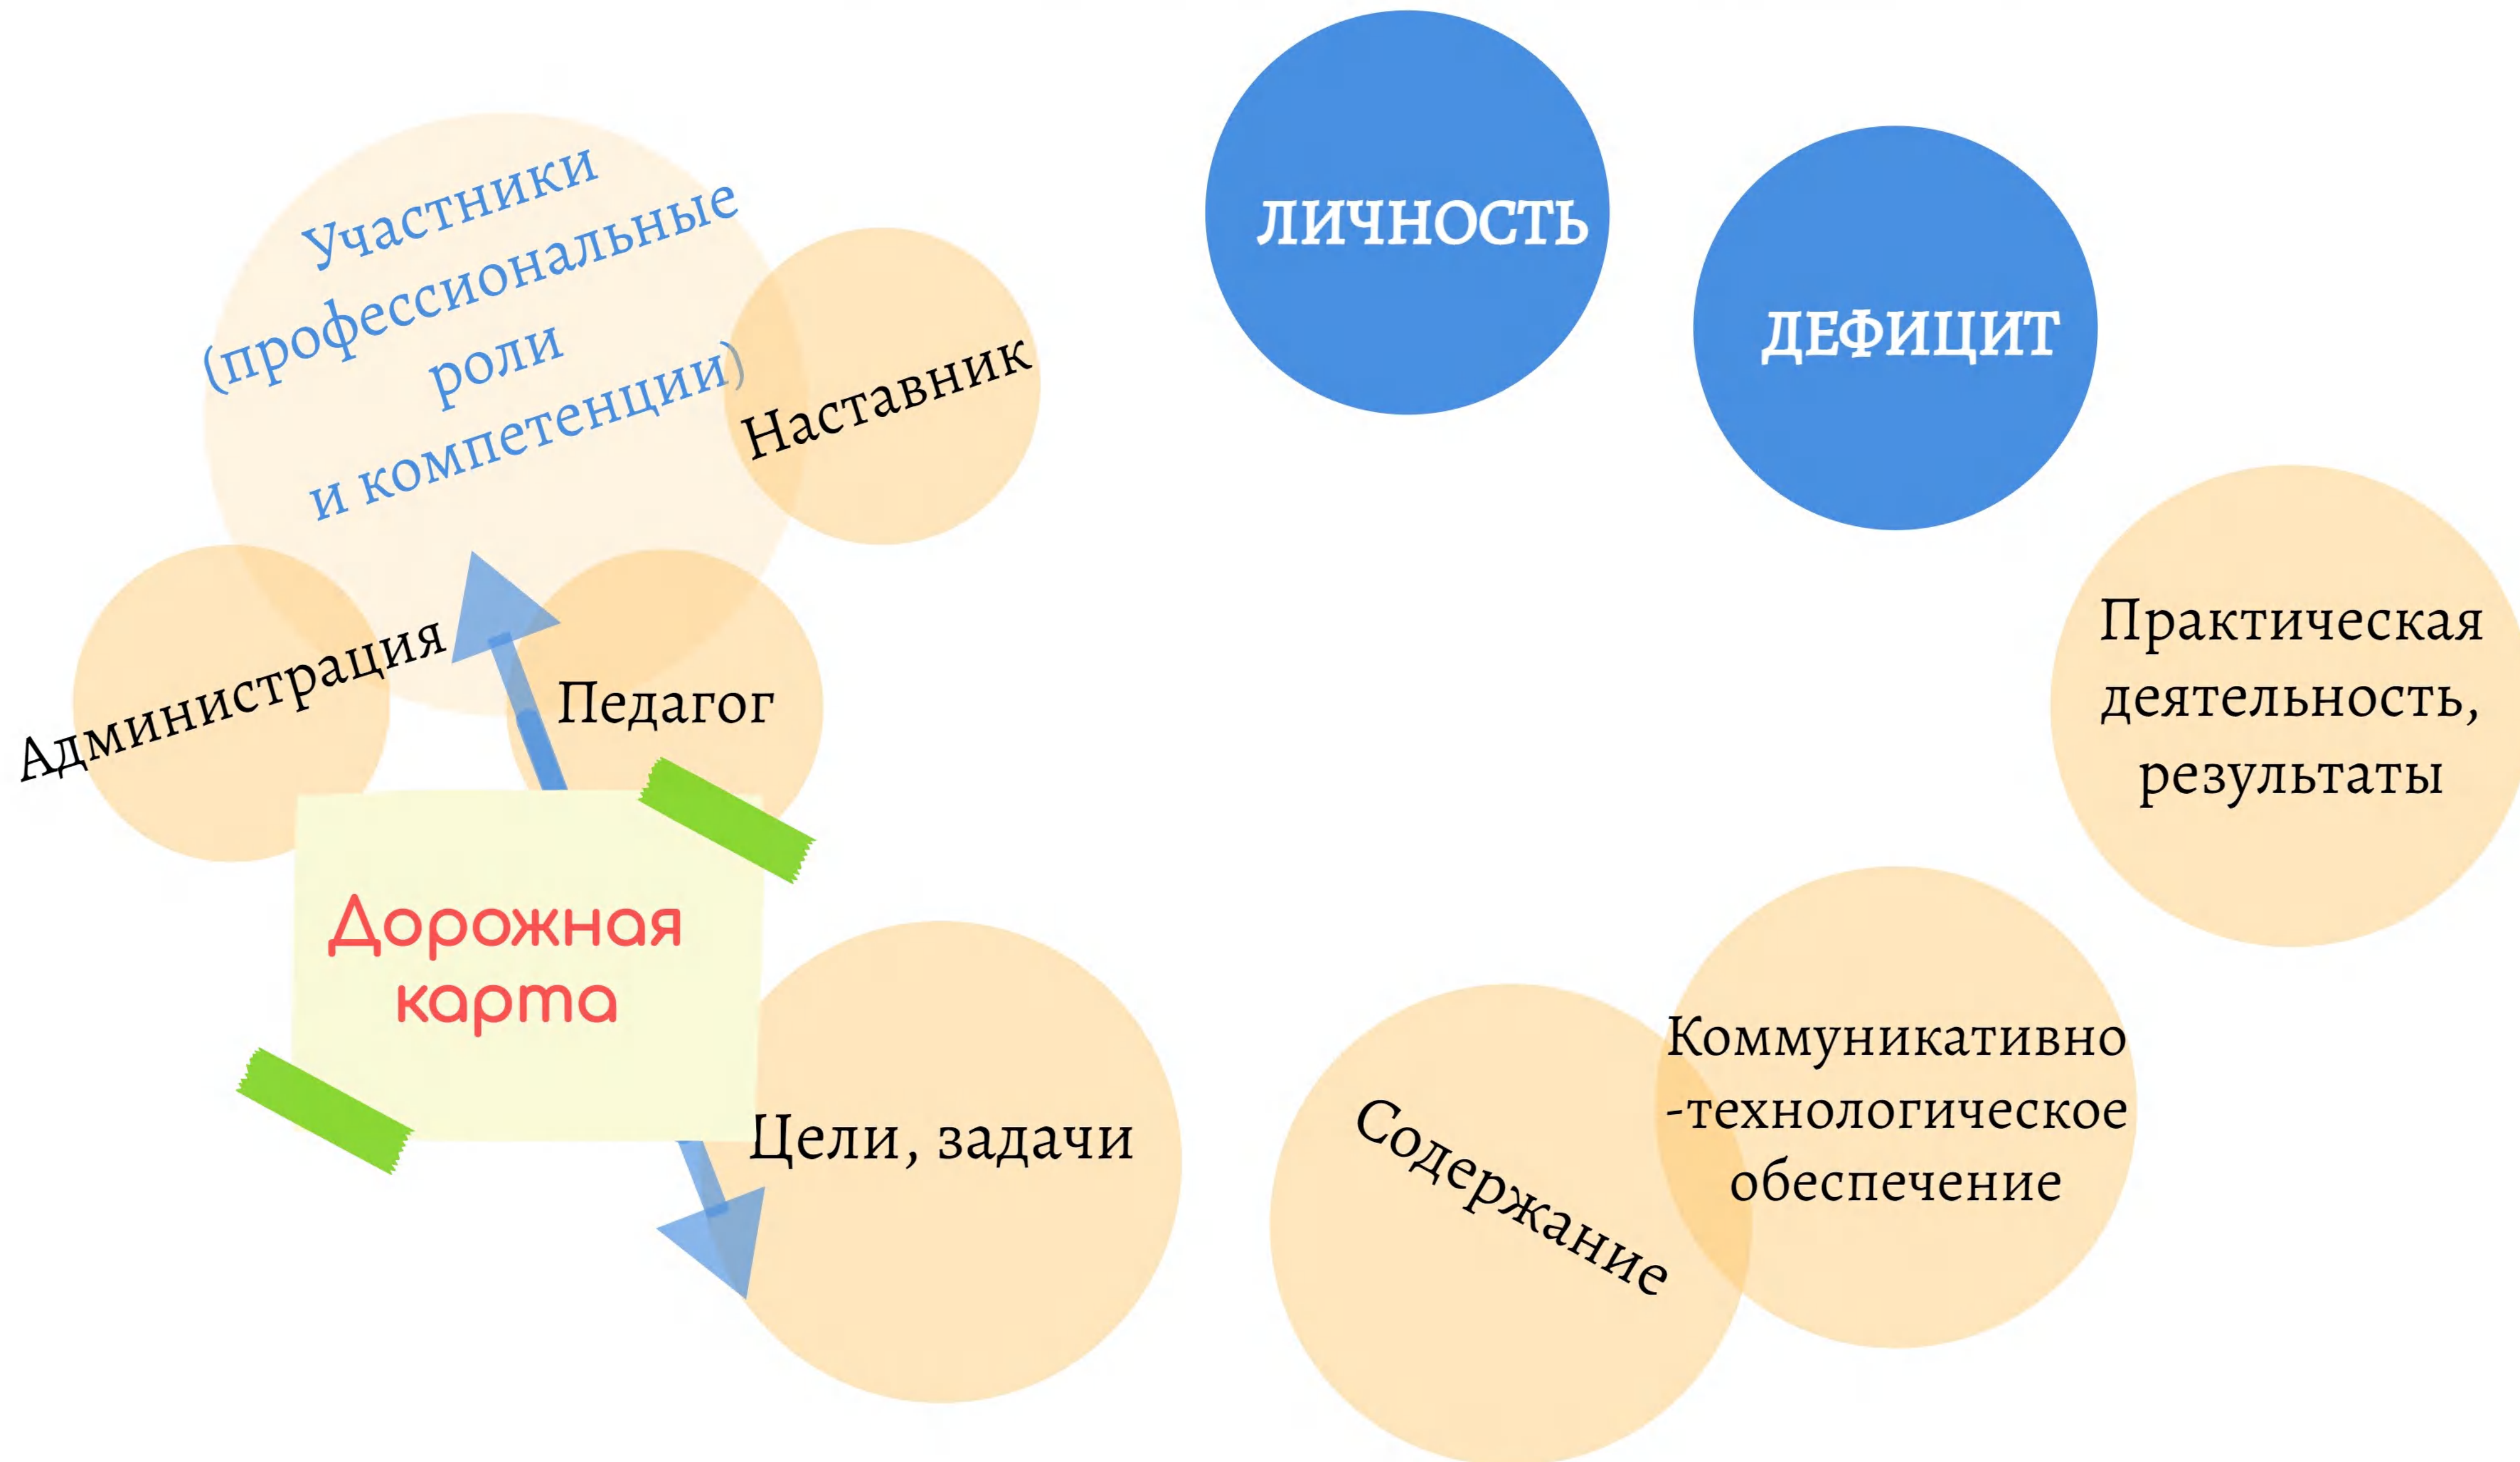 Участники
(профессиональные
роли
и компетенции)
Наставник
Администрация
Педагог
Дорожная
карта
Цели, задачи
ЛИЧНОСТЬ
ДЕФИЦИТ
Практическая
деятельность,
результаты
Содержание
Коммуникативно
-технологическое
обеспечение